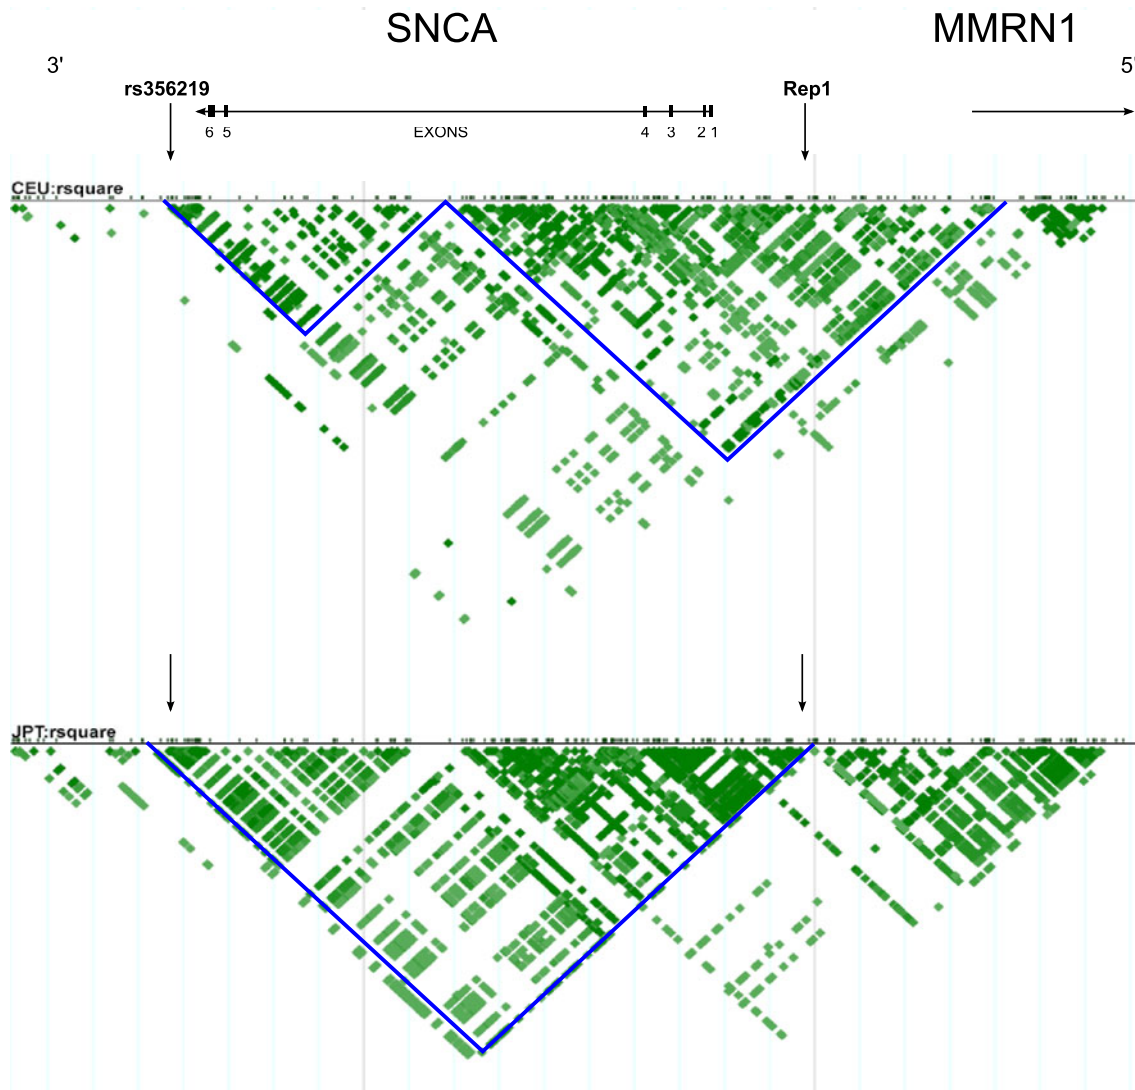 SNCA MMRN1
3' 5'
rs356219 Rep1
6 5 EXONS 4 3 2 1
CEU:rsquare
JPT:rsquare